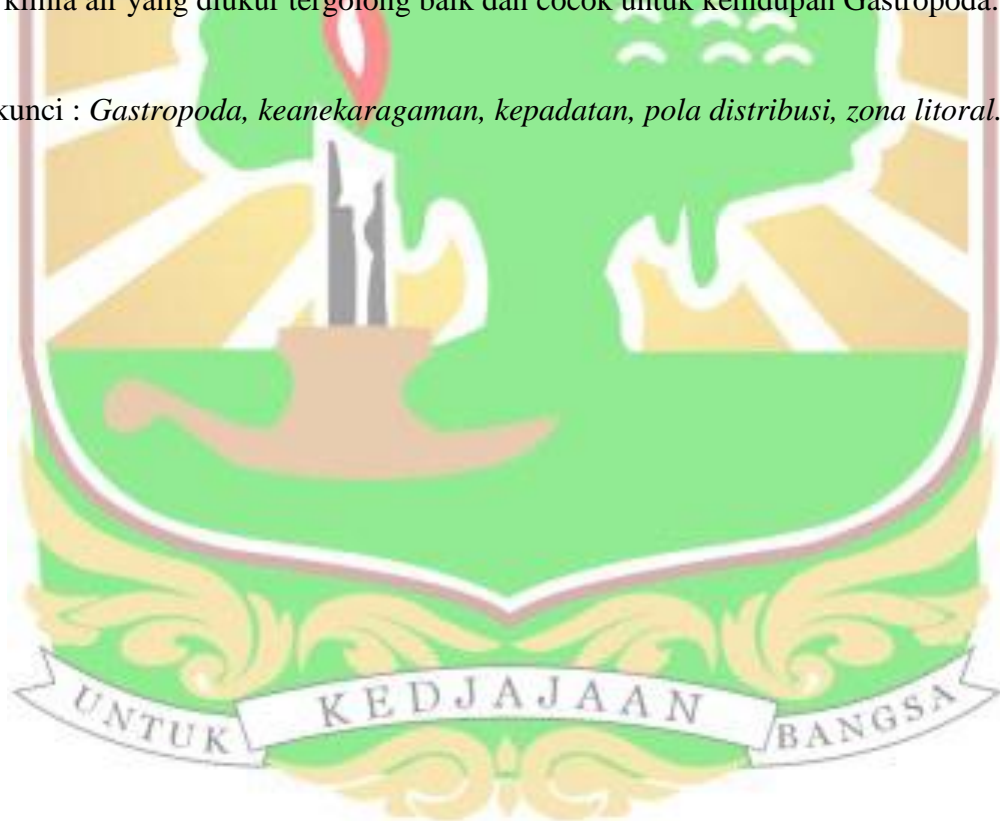 kimia air yang diukur tergolong baik dan cocok untuk kehidupan Gastropoda.
kunci : Gastropoda, keanekaragaman, kepadatan, pola distribusi, zona litoral.
UNTUK KEDJAJAAN BANGSA